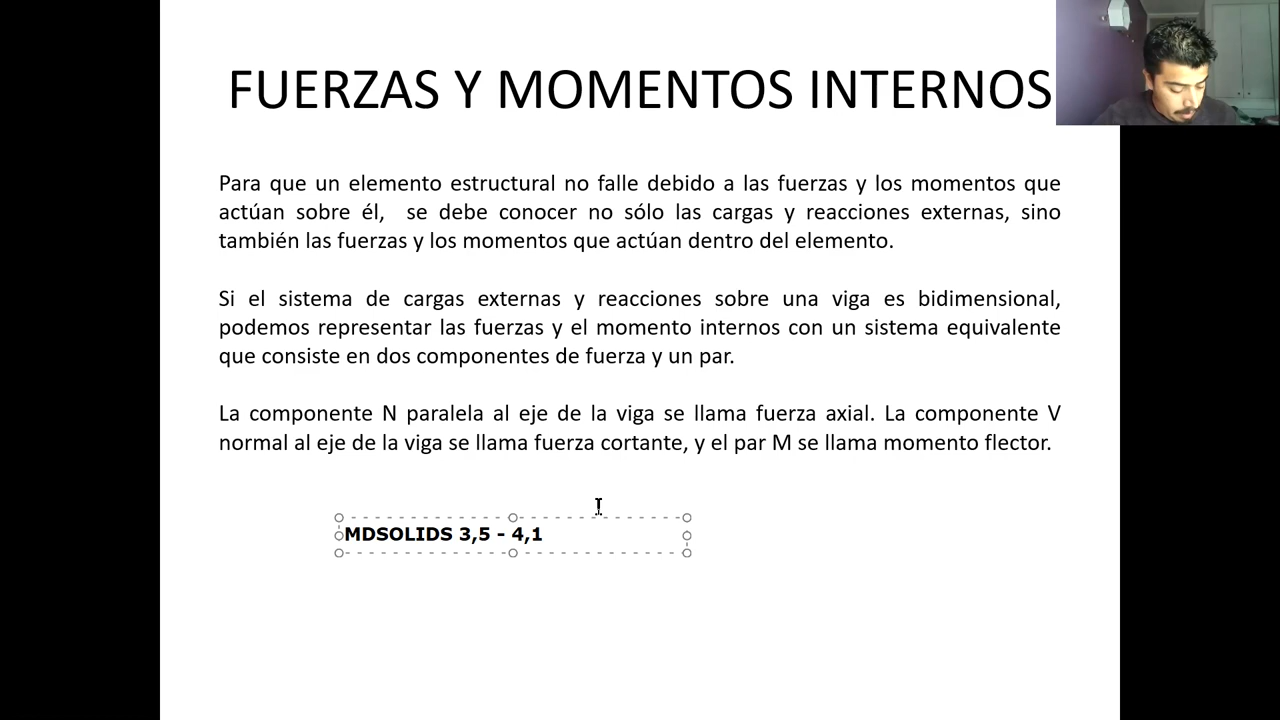 FUERZAS Y MOMENTOS INTERNOS
Para que un elemento estructural no falle debido a las fuerzas y los momentos que
actúan sobre él, se debe conocer no sólo las cargas y reacciones externas, sino
también las fuerzas y los momentos que actúan dentro del elemento.
Si el sistema de cargas externas y reacciones sobre una viga es bidimensional,
podemos representar las fuerzas y el momento internos con un sistema equivalente
que consiste en dos componentes de fuerza y un par.
La componente N paralela al eje de la viga se llama fuerza axial. La componente V
normal al eje de la viga se llama fuerza cortante, y el par M se llama momento flector.
MDSOLIDS 3,5 - 4,1